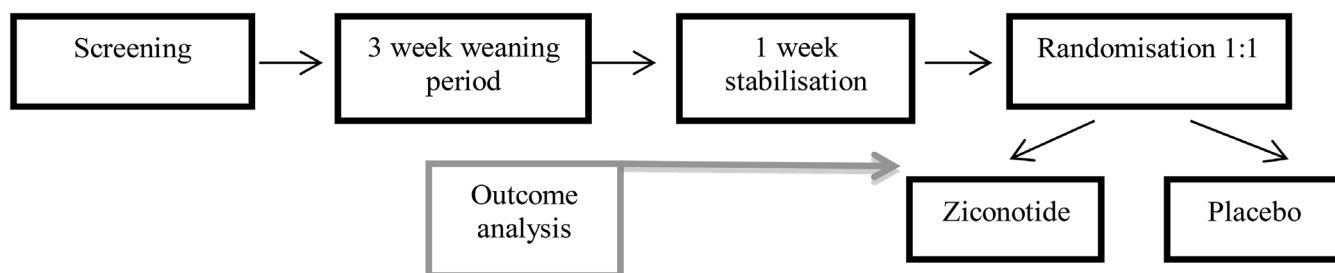 Screening
3 week weaning
period
1 week
stabilisation
Randomisation 1:1
Outcome
analysis
Ziconotide
Placebo